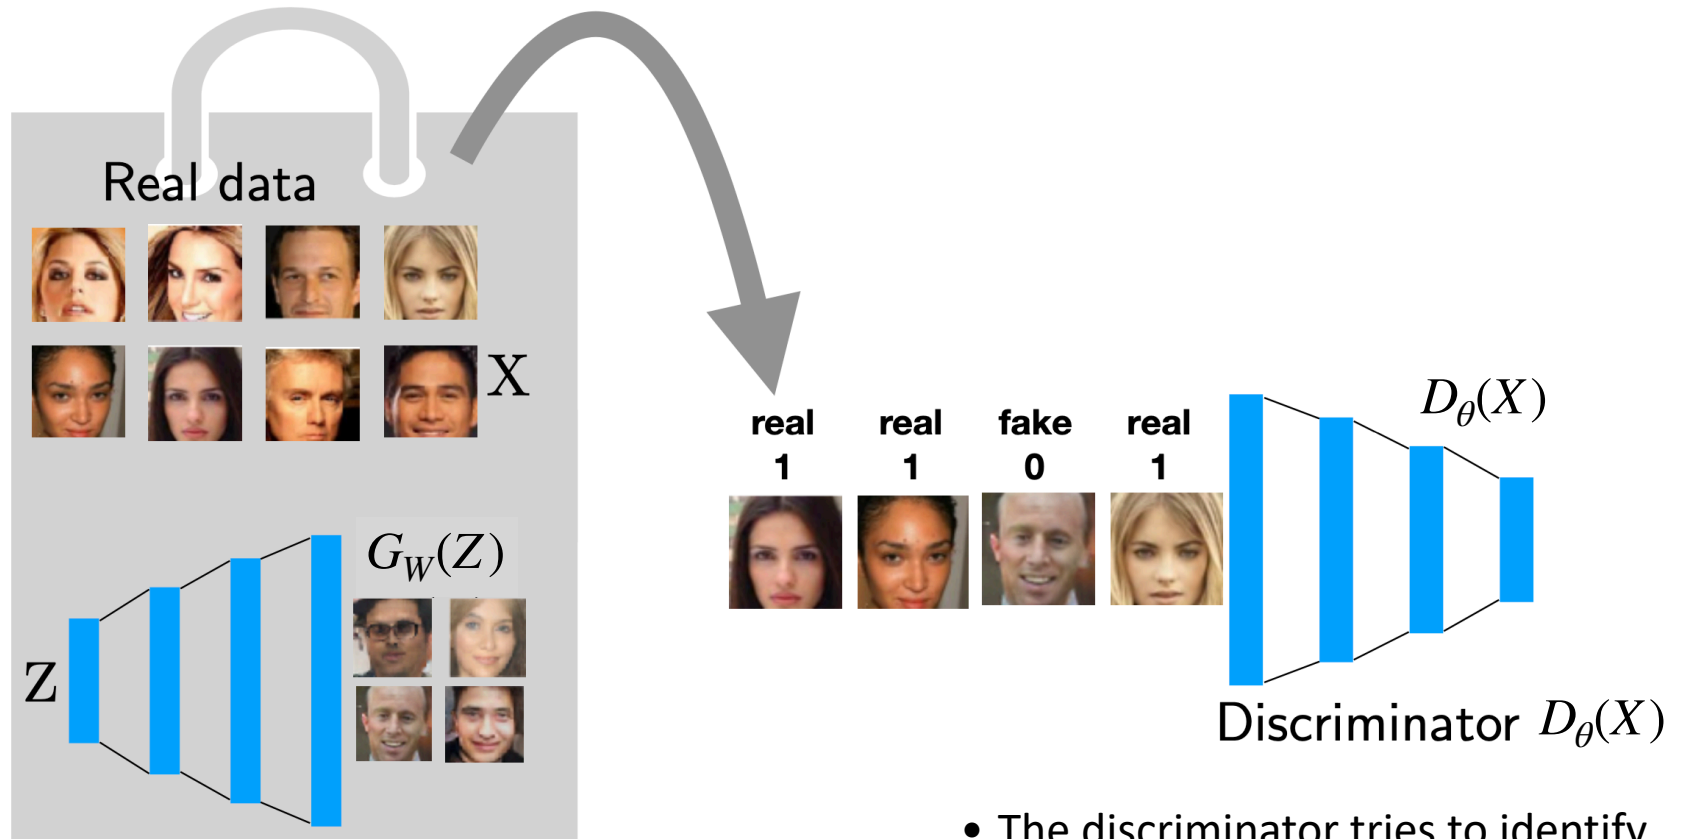 Real data
X
G_W(Z)
Z
real real fake real
1 1 0 1
D_θ(X)
Discriminator D_θ(X)
• The discriminator tries to identify